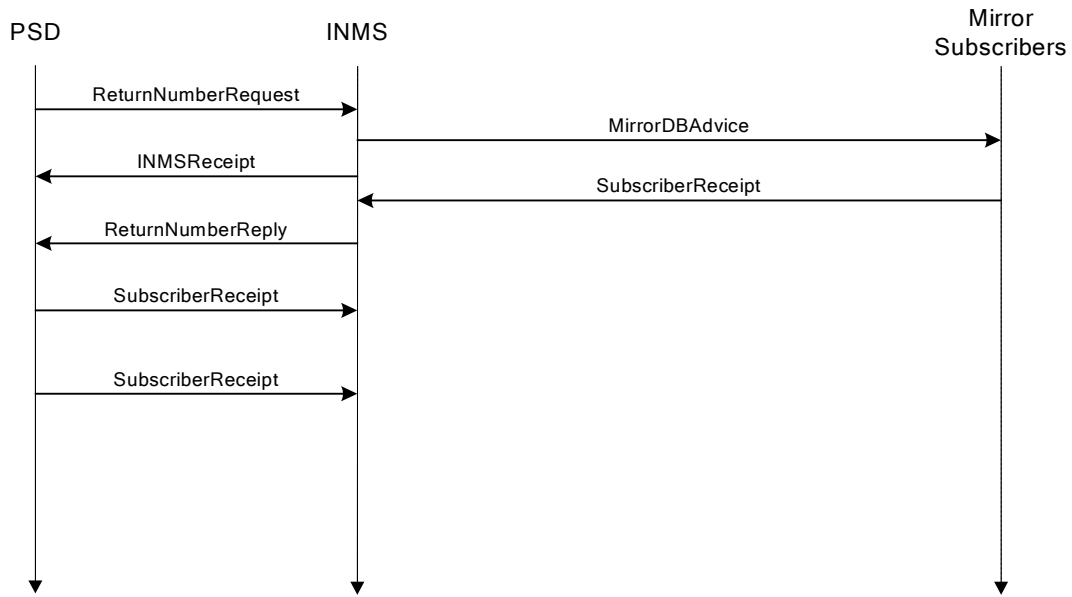 PSD
INMS
Mirror
Subscribers
ReturnNumberRequest
MirrorDBAdvice
INMSReceipt
SubscriberReceipt
ReturnNumberReply
SubscriberReceipt
SubscriberReceipt